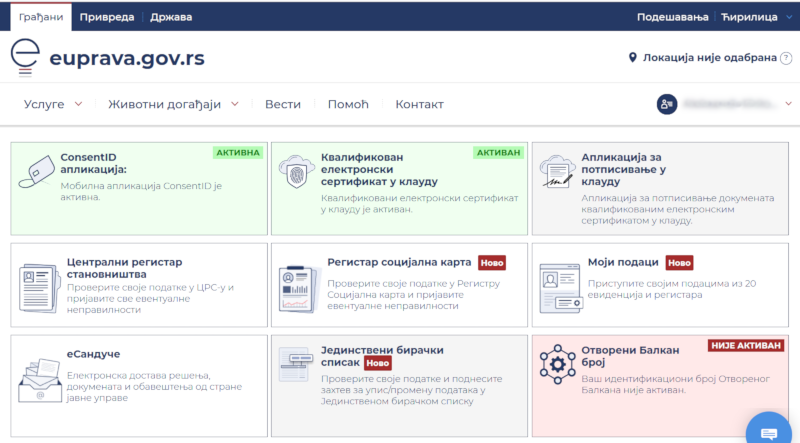 Грађани
Привреда
Држава
Подешавања
Ћирилица
euprava.gov.rs
Локација није одабрана ?
Услуге
Животни догађаји
Вести
Помоћ
Контакт
ConsentID
апликација:
АКТИВНА
Мобилна апликација ConsentID је
активна.
Квалификован
електронски
сертификат у клауду
АКТИВАН
Квалификовани електронски сертификат
у клауду је активан.
Апликација за
потписивање у
клауду
Апликација за потписивање докумената
квалификованим електронским
сертификатом у клауду.
Централни регистар
становништва
Проверите своје податке у ЦРС-у и
пријавите све евентуалне
неправилности
Регистар социјална карта Ново
Проверите своје податке у Регистру
Социјална карта и пријавите
евентуалне неправилности
Моји подаци Ново
Приступите својим подацима из 20
евиденција и регистара
еСандуче
Електронска достава решења,
докумената и обавештења од стране
јавне управе
Јединствени бирачки
списак Ново
Проверите своје податке и поднесите
захтев за упис/промену података у
Јединственом бирачком списку
Отворени Балкан
број
НИЈЕ АКТИВАН
Ваш идентификациони број Отвореног
Балкана није активан.